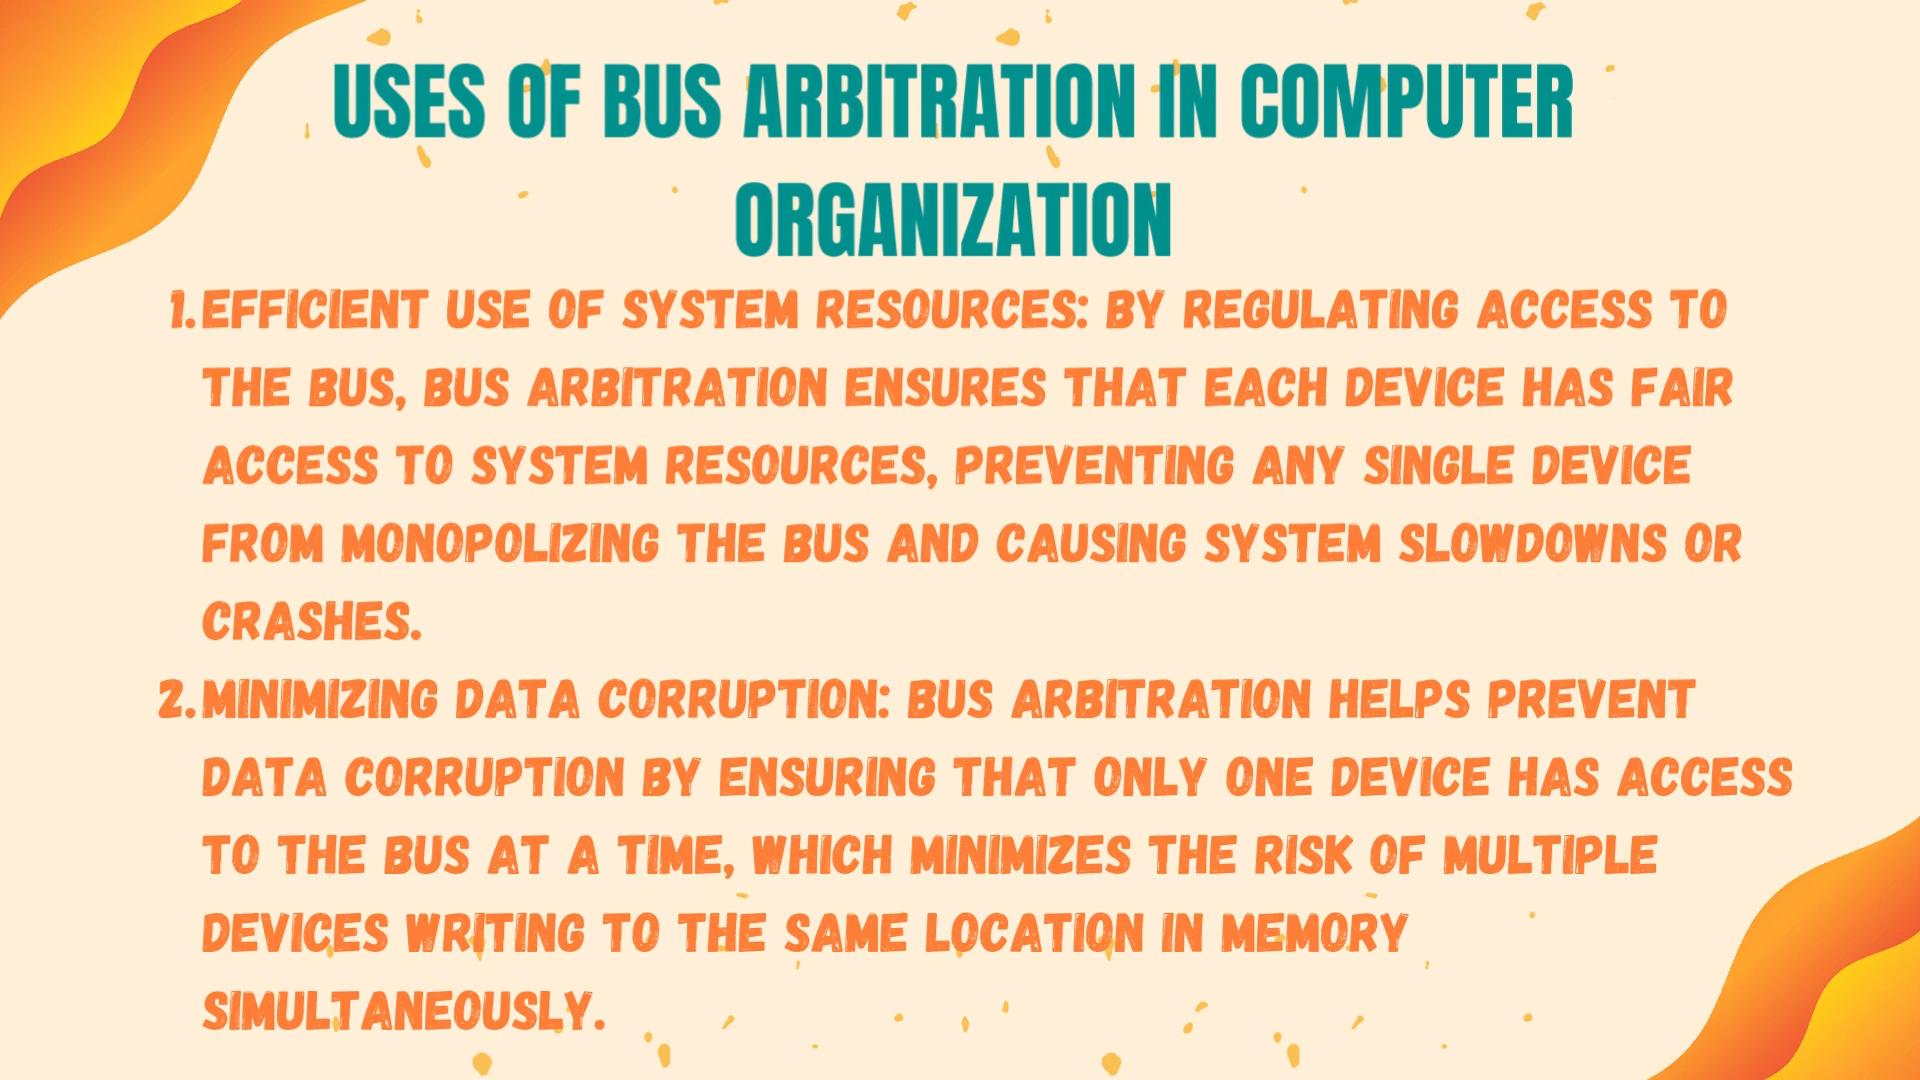 USES OF BUS ARBITRATION IN COMPUTER
ORGANIZATION
1. EFFICIENT USE OF SYSTEM RESOURCES: BY REGULATING ACCESS TO
THE BUS, BUS ARBITRATION ENSURES THAT EACH DEVICE HAS FAIR
ACCESS TO SYSTEM RESOURCES, PREVENTING ANY SINGLE DEVICE
FROM MONOPOLIZING THE BUS AND CAUSING SYSTEM SLOWDOWNS OR
CRASHES.
2. MINIMIZING DATA CORRUPTION: BUS ARBITRATION HELPS PREVENT
DATA CORRUPTION BY ENSURING THAT ONLY ONE DEVICE HAS ACCESS
TO THE BUS AT A TIME, WHICH MINIMIZES THE RISK OF MULTIPLE
DEVICES WRITING TO THE SAME LOCATION IN MEMORY
SIMULTANEOUSLY.